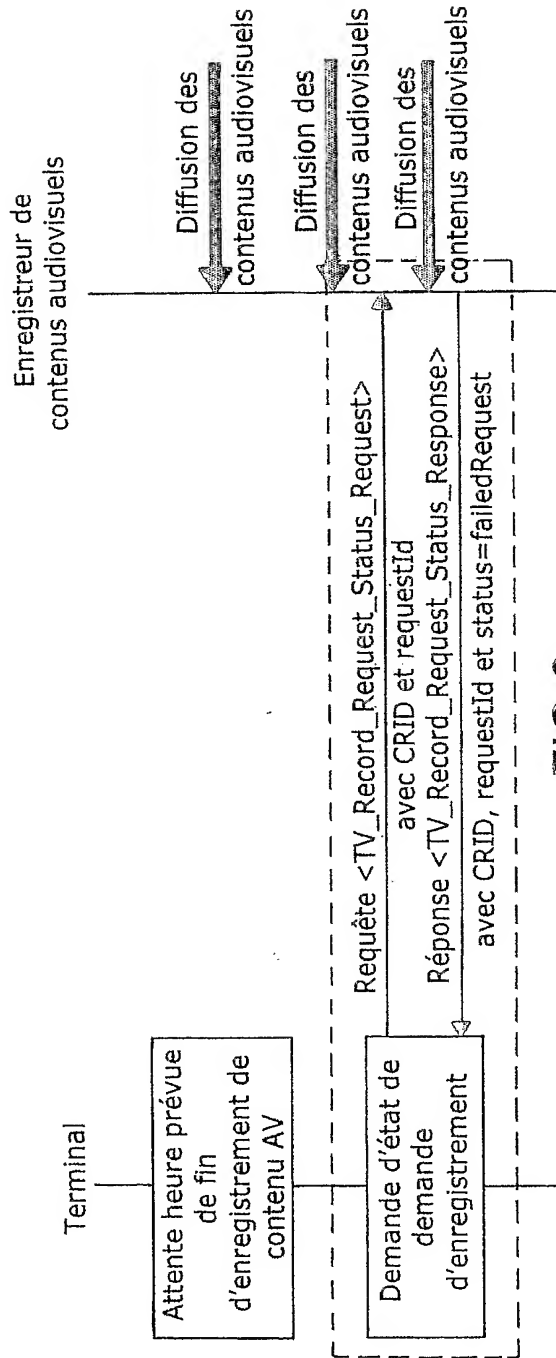 Enregistreur de
contenus audiovisuels
Terminal
Attente heure prévue
de fin
d'enregistrement de
contenu AV
Diffusion des
contenus audiovisuels
Diffusion des
contenus audiovisuels
Requête <TV_Record_Request_Status_Request>
avec CRID et requestId
Demande d'état de
demande
d'enregistrement
Diffusion des
contenus audiovisuels
Réponse <TV_Record_Request_Status_Response>
avec CRID, requestId et status=failedRequest